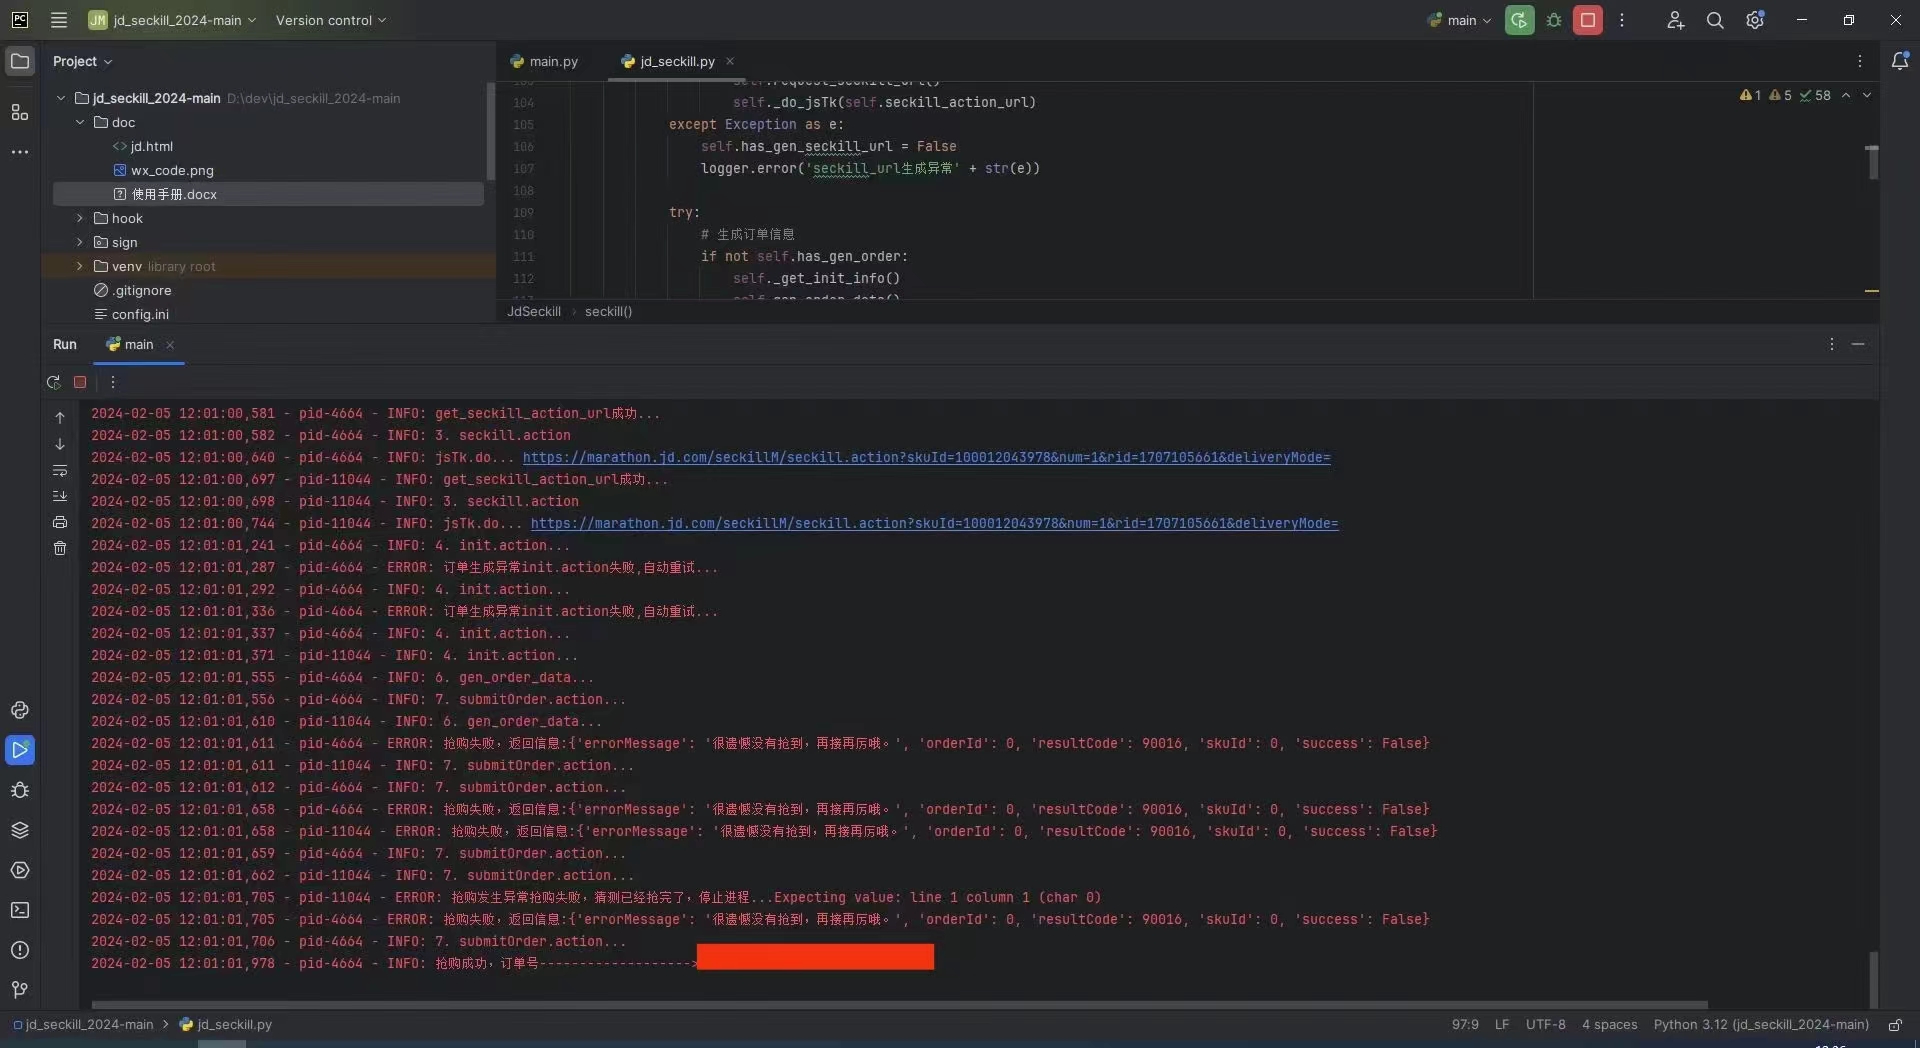 PC
JM jd_seckill_2024-main Version control
main
Project
main.py jd_seckill.py
jd_seckill_2024-main D:\dev\jd_seckill_2024-main
doc
<> jd.html
wx_code.png
使用手册.docx
hook
sign
venv library root
.gitignore
config.ini
103 self.request_seckill_url()
104 self._do_jsTk(self.seckill_action_url)
105 except Exception as e:
106 self.has_gen_seckill_url = False
107 logger.error('seckill_url生成异常' + str(e))
108
109 try:
110 # 生成订单信息
111 if not self.has_gen_order:
112 self._get_init_info()
1 5 58
JdSeckill seckill()
Run main
2024-02-05 12:01:00,581 - pid-4664 - INFO: get_seckill_action_url成功...
2024-02-05 12:01:00,582 - pid-4664 - INFO: 3. seckill.action
2024-02-05 12:01:00,640 - pid-4664 - INFO: jsTk.do... https://marathon.jd.com/seckillM/seckill.action?skuId=100012043978&num=1&rid=1707105661&deliveryMode=
2024-02-05 12:01:00,697 - pid-11044 - INFO: get_seckill_action_url成功...
2024-02-05 12:01:00,698 - pid-11044 - INFO: 3. seckill.action
2024-02-05 12:01:00,744 - pid-11044 - INFO: jsTk.do... https://marathon.jd.com/seckillM/seckill.action?skuId=100012043978&num=1&rid=1707105661&deliveryMode=
2024-02-05 12:01:01,241 - pid-4664 - INFO: 4. init.action...
2024-02-05 12:01:01,287 - pid-4664 - ERROR: 订单生成异常init.action失败,自动重试...
2024-02-05 12:01:01,292 - pid-4664 - INFO: 4. init.action...
2024-02-05 12:01:01,336 - pid-4664 - ERROR: 订单生成异常init.action失败,自动重试...
2024-02-05 12:01:01,337 - pid-4664 - INFO: 4. init.action...
2024-02-05 12:01:01,371 - pid-11044 - INFO: 4. init.action...
2024-02-05 12:01:01,555 - pid-4664 - INFO: 6. gen_order_data...
2024-02-05 12:01:01,556 - pid-4664 - INFO: 7. submitOrder.action...
2024-02-05 12:01:01,610 - pid-11044 - INFO: 6. gen_order_data...
2024-02-05 12:01:01,611 - pid-4664 - ERROR: 抢购失败，返回信息:{'errorMessage': '很遗憾没有抢到，再接再厉哦。', 'orderId': 0, 'resultCode': 90016, 'skuId': 0, 'success': False}
2024-02-05 12:01:01,611 - pid-11044 - INFO: 7. submitOrder.action...
2024-02-05 12:01:01,612 - pid-4664 - INFO: 7. submitOrder.action...
2024-02-05 12:01:01,658 - pid-4664 - ERROR: 抢购失败，返回信息:{'errorMessage': '很遗憾没有抢到，再接再厉哦。', 'orderId': 0, 'resultCode': 90016, 'skuId': 0, 'success': False}
2024-02-05 12:01:01,658 - pid-11044 - ERROR: 抢购失败，返回信息:{'errorMessage': '很遗憾没有抢到，再接再厉哦。', 'orderId': 0, 'resultCode': 90016, 'skuId': 0, 'success': False}
2024-02-05 12:01:01,659 - pid-4664 - INFO: 7. submitOrder.action...
2024-02-05 12:01:01,662 - pid-11044 - INFO: 7. submitOrder.action...
2024-02-05 12:01:01,705 - pid-11044 - ERROR: 抢购发生异常抢购失败，猜测已经抢完了，停止进程...Expecting value: line 1 column 1 (char 0)
2024-02-05 12:01:01,705 - pid-4664 - ERROR: 抢购失败，返回信息:{'errorMessage': '很遗憾没有抢到，再接再厉哦。', 'orderId': 0, 'resultCode': 90016, 'skuId': 0, 'success': False}
2024-02-05 12:01:01,706 - pid-4664 - INFO: 7. submitOrder.action...
2024-02-05 12:01:01,978 - pid-4664 - INFO: 抢购成功，订单号------------------->
jd_seckill_2024-main > jd_seckill.py 97:9 LF UTF-8 4 spaces Python 3.12 (jd_seckill_2024-main)